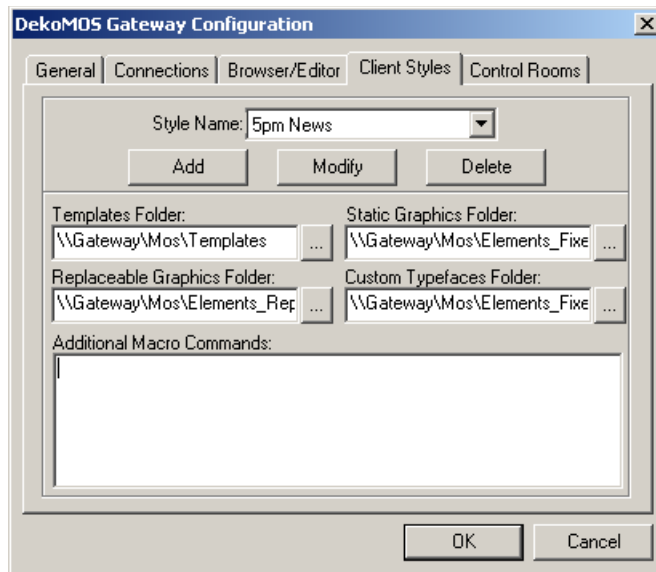 DekoMOS Gateway Configuration
General Connections Browser/Editor Client Styles Control Rooms
Style Name: 5pm News
Add Modify Delete
Templates Folder: Static Graphics Folder:
\\Gateway\Mos\Templates ... \\Gateway\Mos\Elements_Fixe ...
Replaceable Graphics Folder: Custom Typefaces Folder:
\\Gateway\Mos\Elements_Rep ... \\Gateway\Mos\Elements_Fixe ...
Additional Macro Commands:
OK Cancel